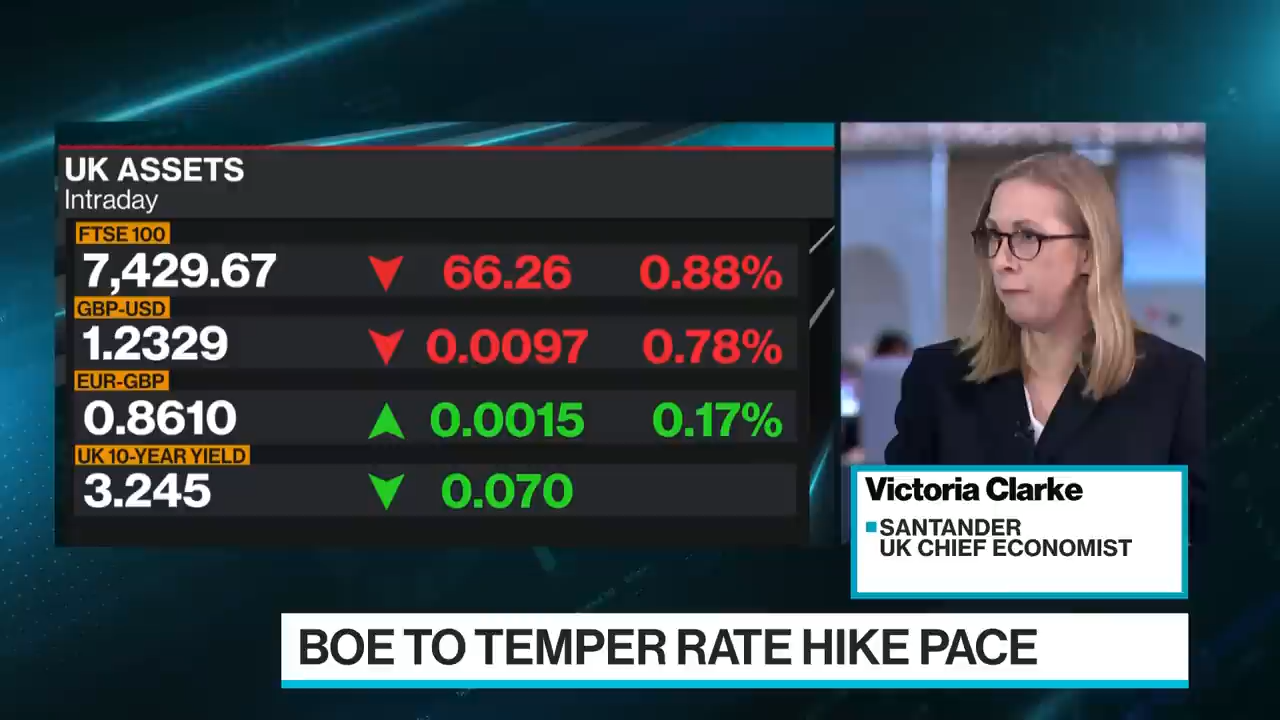 UK ASSETS
Intraday
FTSE 100
7,429.67 ▼ 66.26 0.88%
GBP-USD
1.2329 ▼ 0.0097 0.78%
EUR-GBP
0.8610 ▲ 0.0015 0.17%
UK 10-YEAR YIELD
3.245 ▼ 0.070
Victoria Clarke
SANTANDER
UK CHIEF ECONOMIST
BOE TO TEMPER RATE HIKE PACE